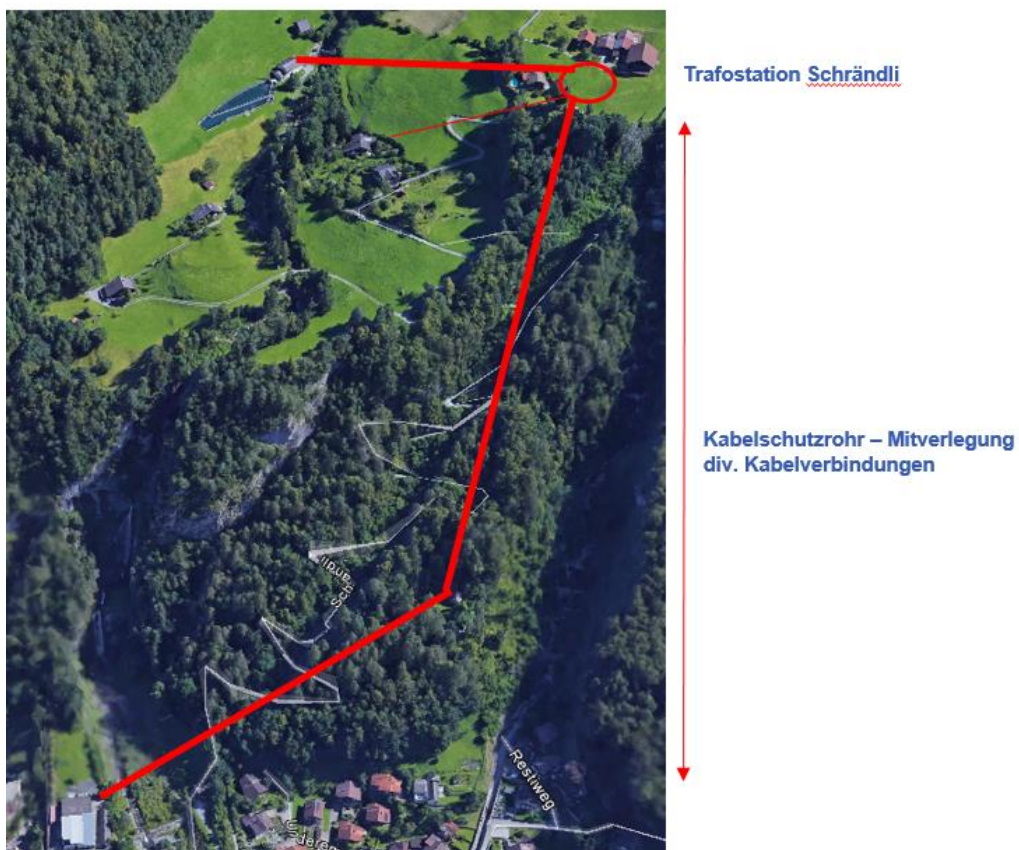 Trafostation Schrändli
Kabelschutzrohr – Mitverlegung
div. Kabelverbindungen
Restiweg